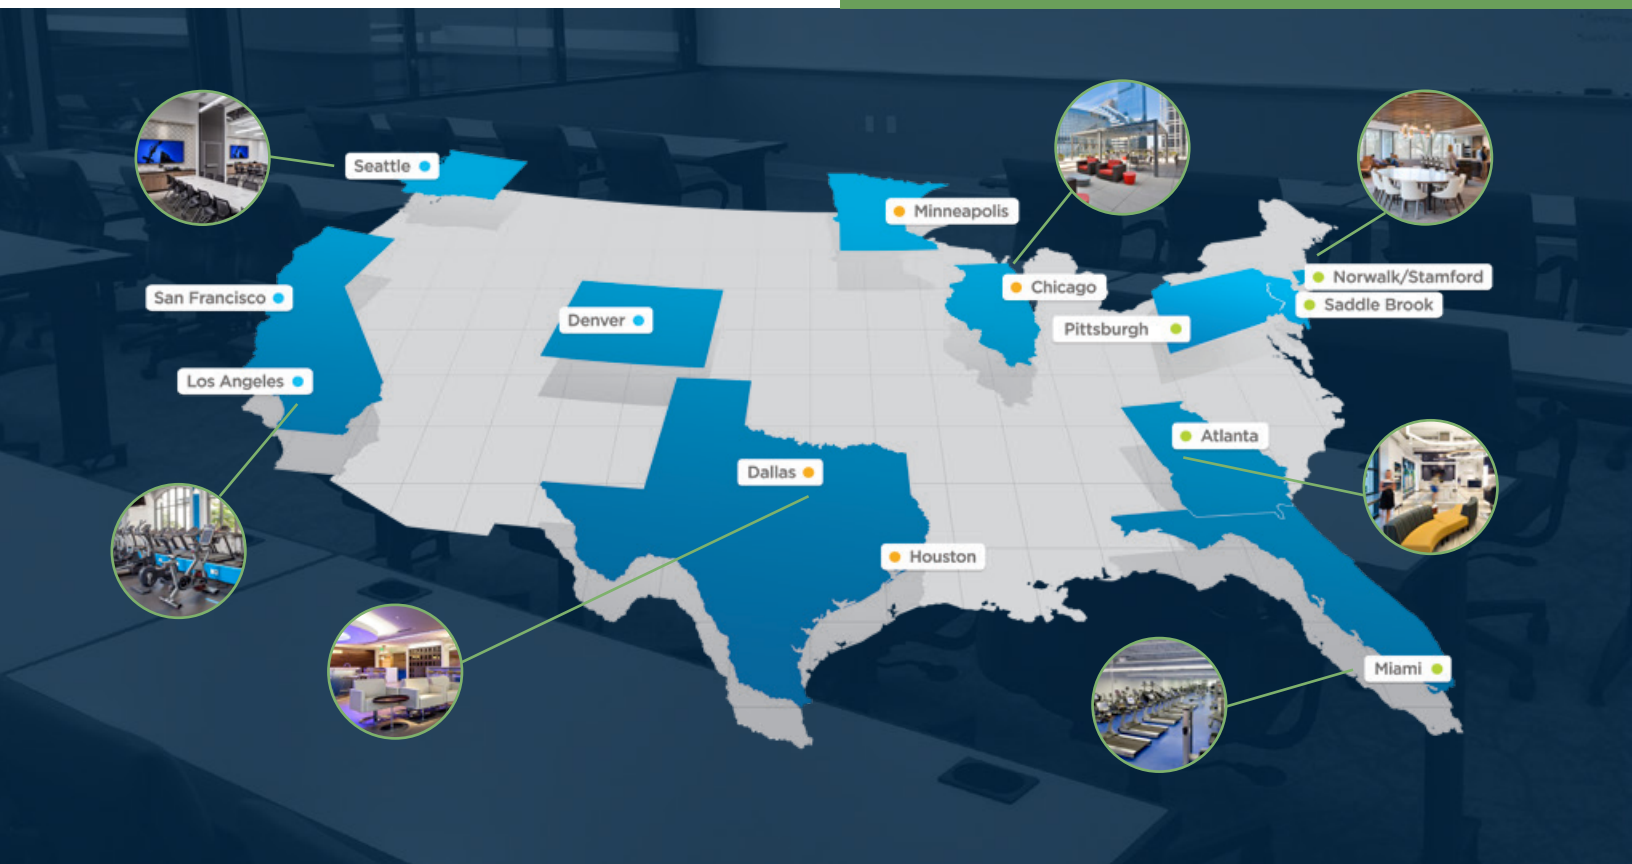 Seattle
Minneapolis
Norwalk/Stamford
Chicago
San Francisco
Saddle Brook
Denver
Pittsburgh
Los Angeles
Atlanta
Dallas
Houston
Miami